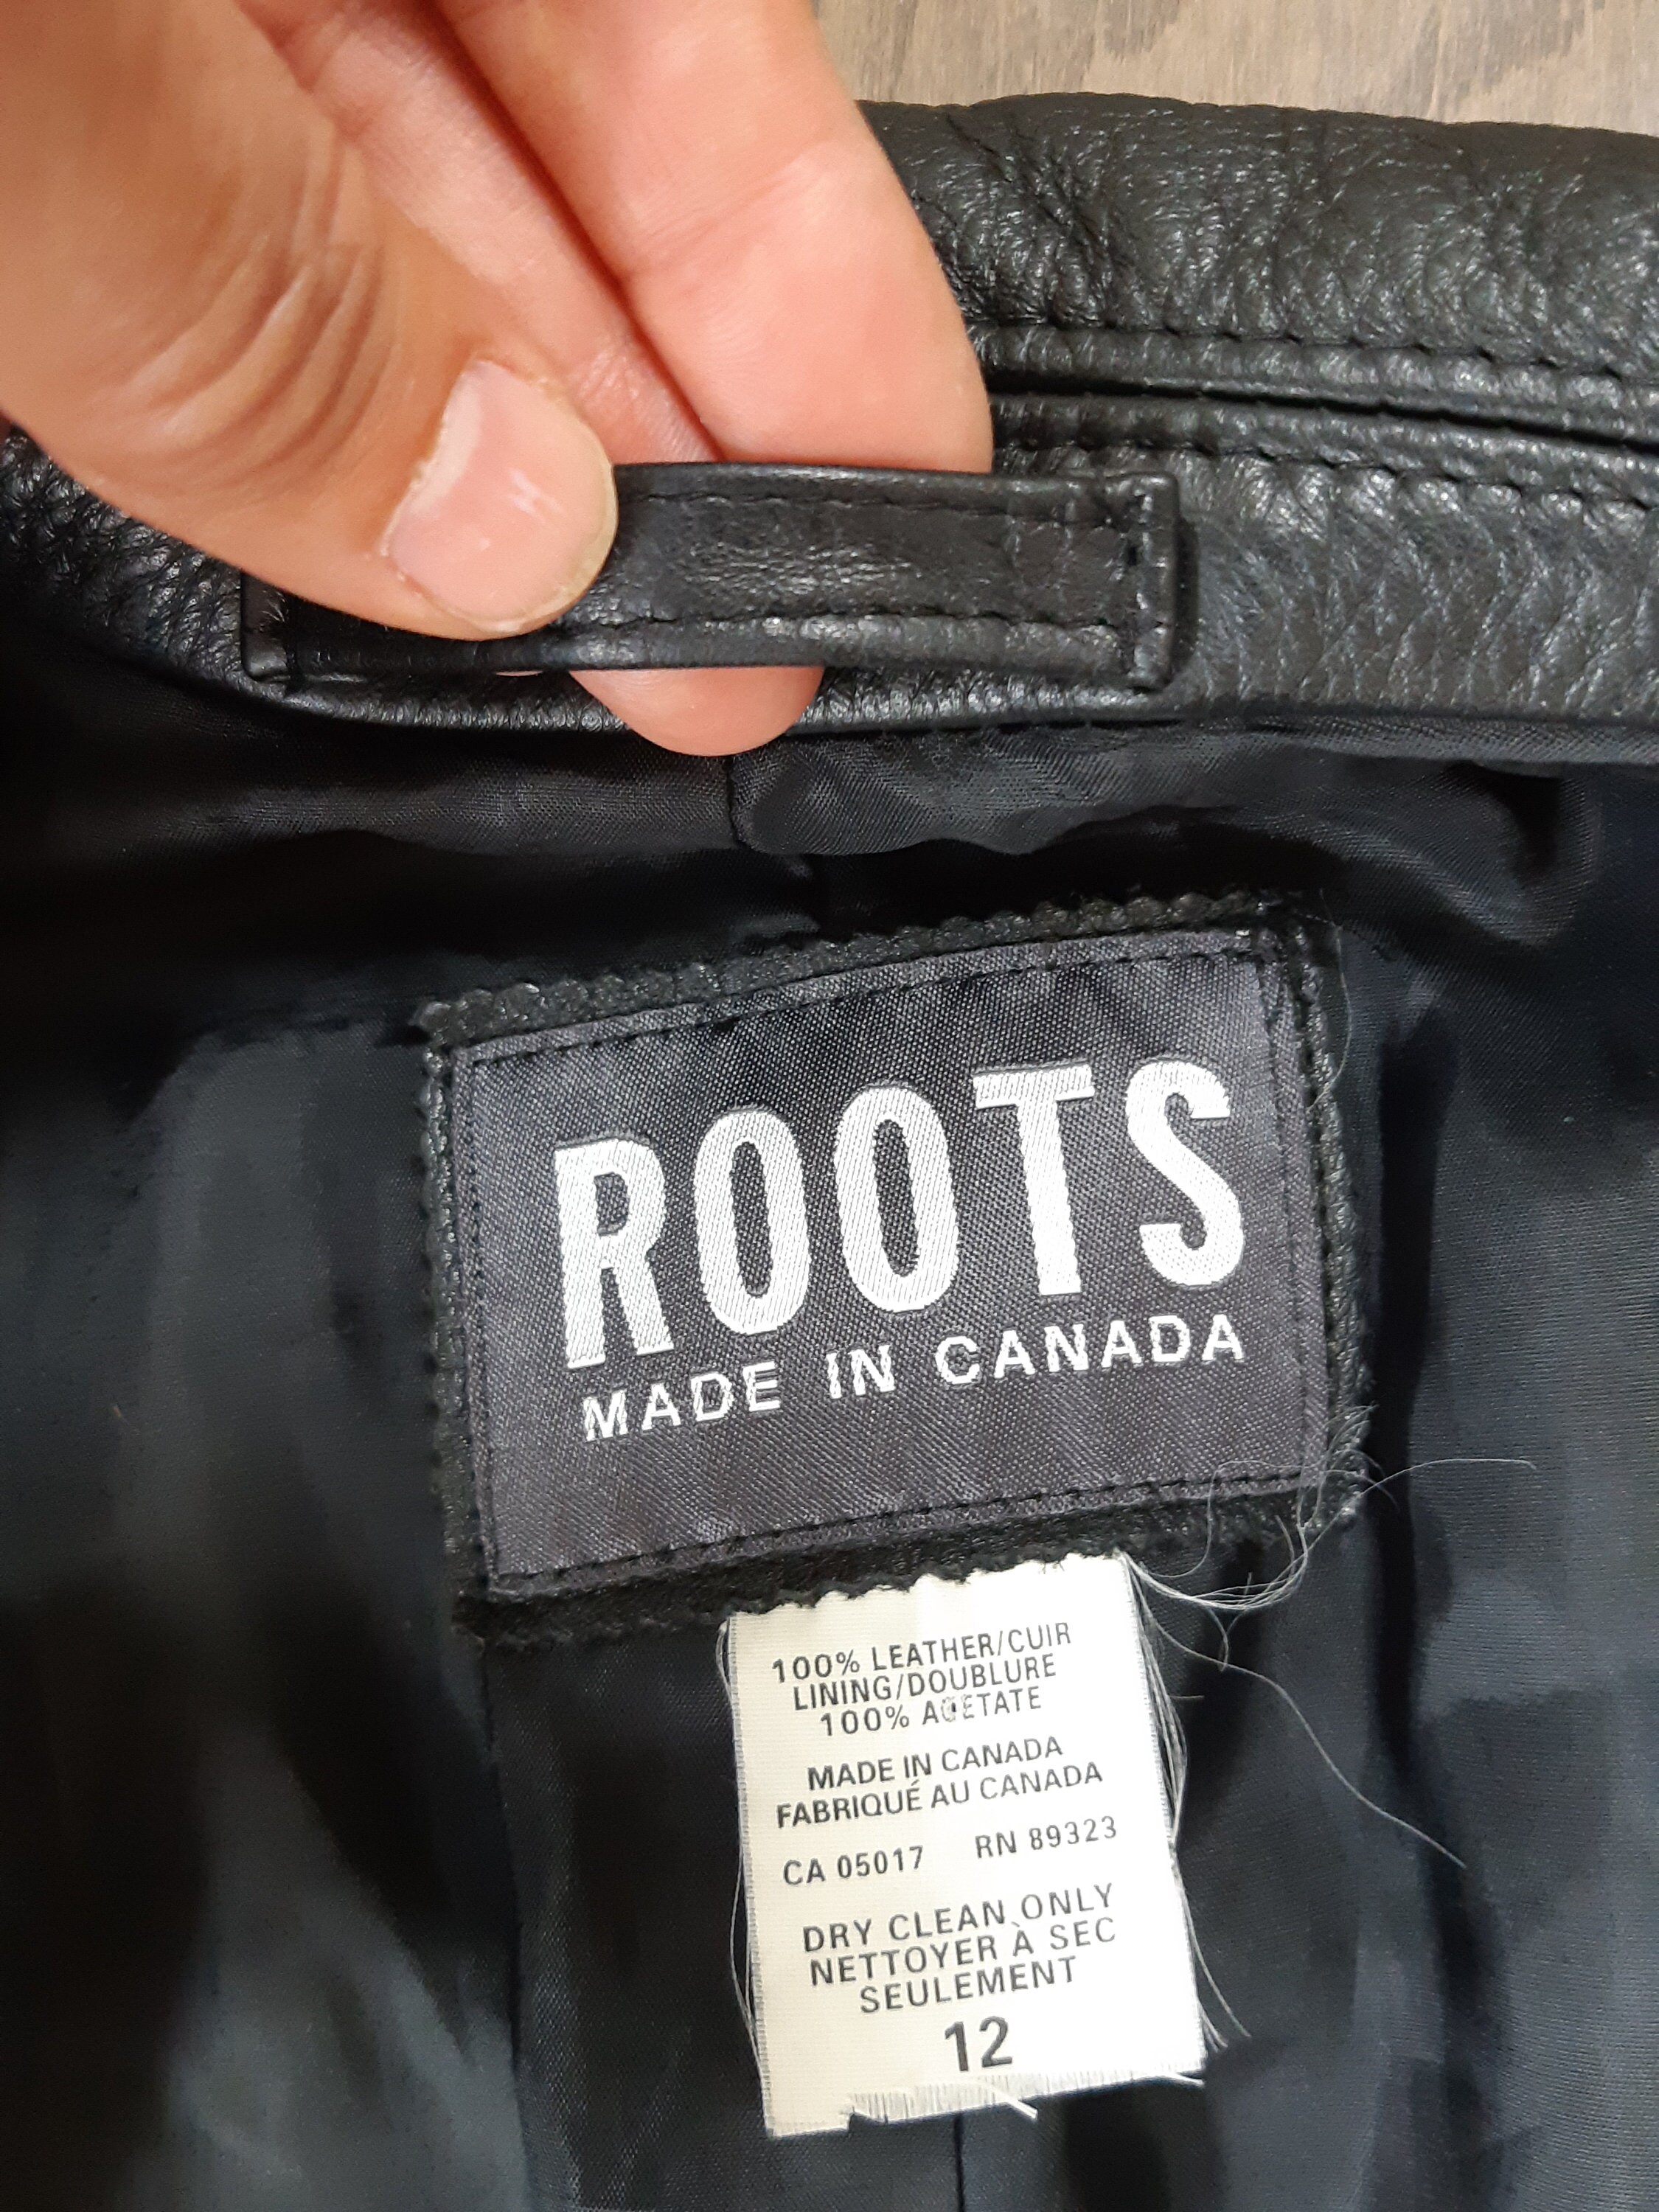 ROOTS
MADE IN CANADA
100% LEATHER/CUIR
LINING/DOUBLURE
100% ACETATE
MADE IN CANADA
FABRIQUÉ AU CANADA
CA 05017 RN 89323
DRY CLEAN ONLY
NETTOYER À SEC
SEULEMENT
12